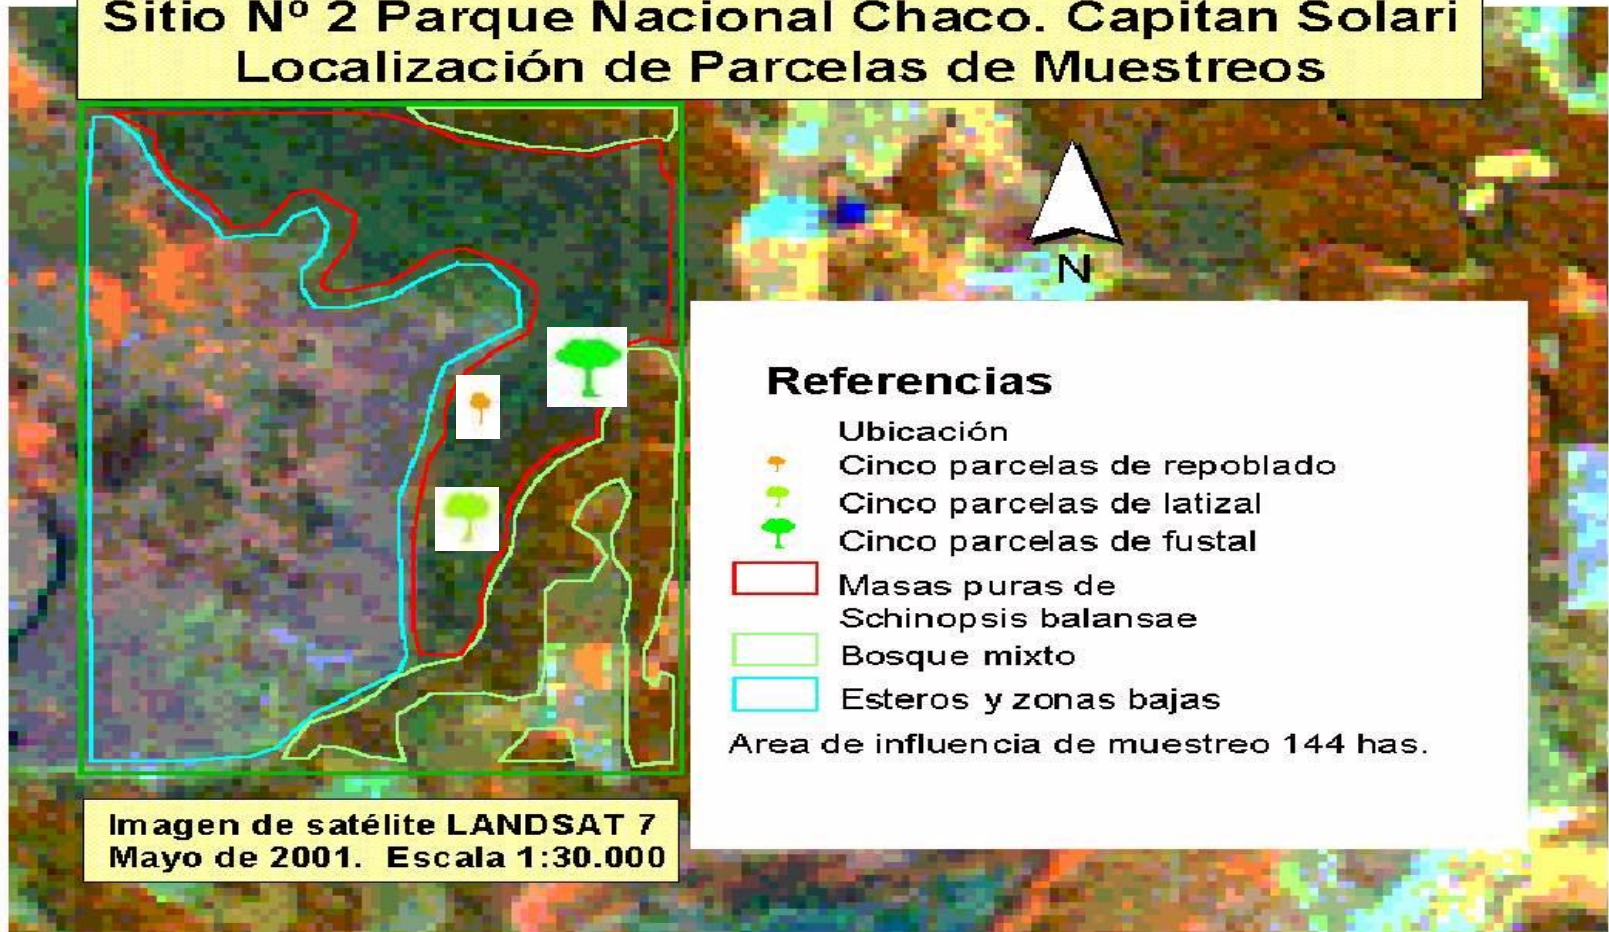 Sitio Nº 2 Parque Nacional Chaco. Capitan Solari
Localización de Parcelas de Muestreos
N
Referencias
Ubicación
Cinco parcelas de repoblado
Cinco parcelas de latizal
Cinco parcelas de fustal
Masas puras de
Schinopsis balansae
Bosque mixto
Esteros y zonas bajas
Area de influencia de muestreo 144 has.
Imagen de satélite LANDSAT 7
Mayo de 2001. Escala 1:30.000